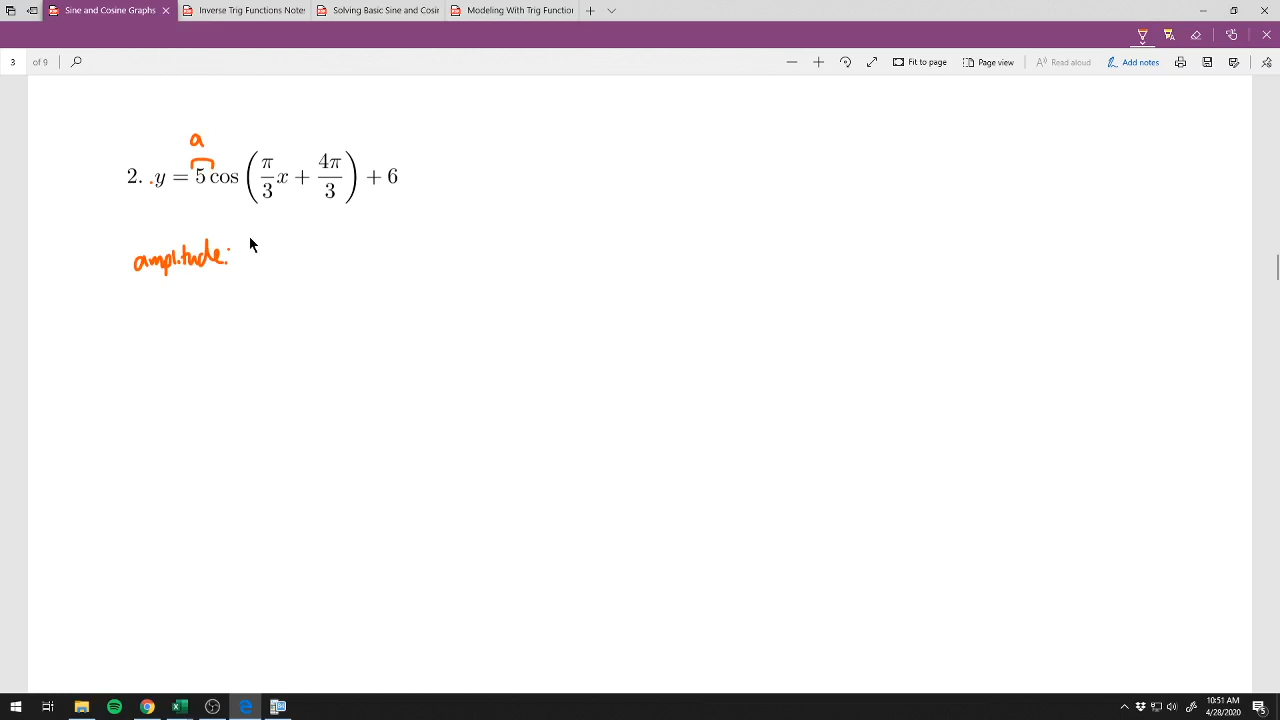 Sine and Cosine Graphs
Inverse Trig Functions Notes
Solving Basic Sine and Cosir
Modeling With Trig Function
3 of 9
Fit to page
Page view
Read aloud
Add notes
a
2. y = 5 cos (π/3 x + 4π/3) + 6
amplitude:
10:51 AM
4/28/2020